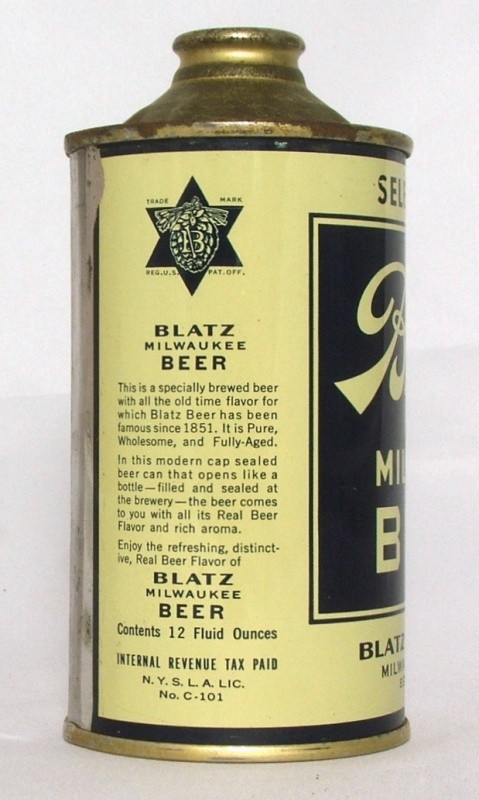 TRADE MARK
B
REG. U.S. PAT. OFF.
BLATZ
MILWAUKEE
BEER
This is a specially brewed beer
with all the old time flavor for
which Blatz Beer has been
famous since 1851. It is Pure,
Wholesome, and Fully-Aged.
In this modern cap sealed
beer can that opens like a
bottle—filled and sealed at
the brewery—the beer comes
to you with all its Real Beer
Flavor and rich aroma.
Enjoy the refreshing, distinct-
ive, Real Beer Flavor of
BLATZ
MILWAUKEE
BEER
Contents 12 Fluid Ounces
INTERNAL REVENUE TAX PAID
N.Y.S.L.A. LIC.
No. C-101
SEL
B
MIL
B
BLATZ
MILW